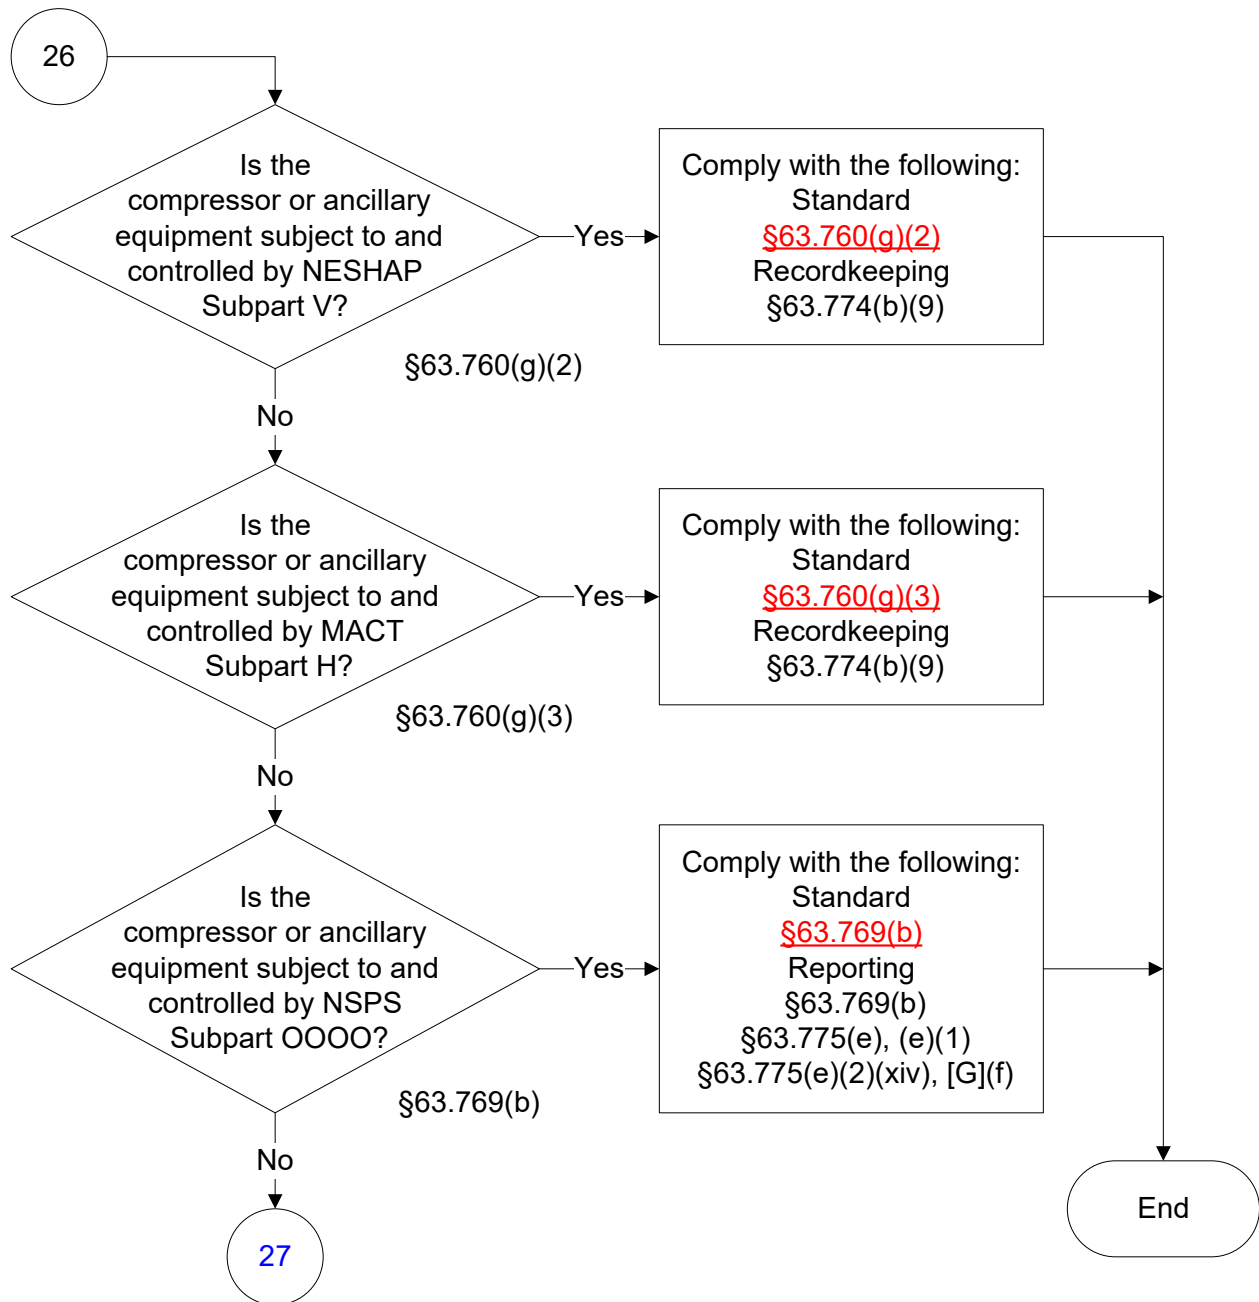 26
Is the
compressor or ancillary
equipment subject to and
controlled by NESHAP
Subpart V?
Yes
Comply with the following:
Standard
§63.760(g)(2)
Recordkeeping
§63.774(b)(9)
§63.760(g)(2)
No
Is the
compressor or ancillary
equipment subject to and
controlled by MACT
Subpart H?
Yes
Comply with the following:
Standard
§63.760(g)(3)
Recordkeeping
§63.774(b)(9)
§63.760(g)(3)
No
Is the
compressor or ancillary
equipment subject to and
controlled by NSPS
Subpart OOOO?
Yes
Comply with the following:
Standard
§63.769(b)
Reporting
§63.769(b)
§63.775(e), (e)(1)
§63.775(e)(2)(xiv), [G](f)
§63.769(b)
No
27
End